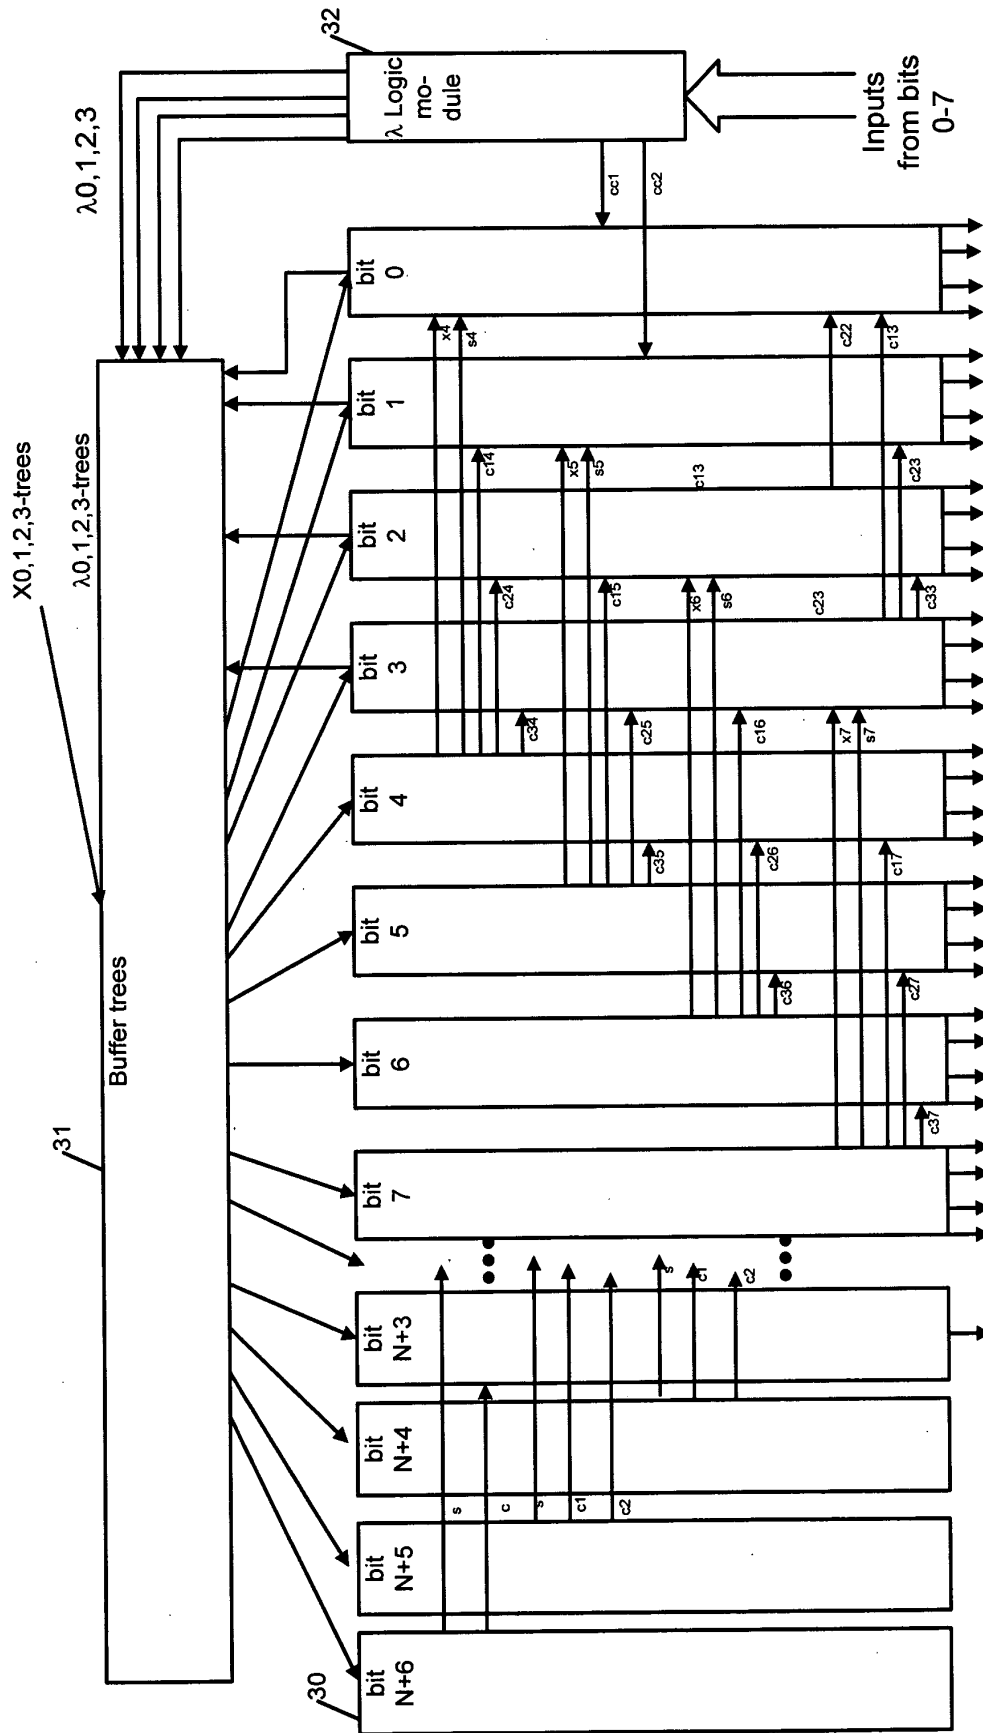 X0,1,2,3-trees
λ0,1,2,3-trees
λ0,1,2,3
31
Buffer trees
32
λ Logic
mo-
dule
Inputs
from bits
0-7
cc1
cc2
30
bit
N+6
bit
N+5
bit
N+4
bit
N+3
bit
7
bit
6
bit
5
bit
4
bit
3
bit
2
bit
1
bit
0
s
c
s
c1
c2
s
c1
c2
x4
s4
c14
c24
c34
x5
s5
c15
c25
c35
x6
s6
c16
c26
c36
x7
s7
c17
c27
c37
c13
c23
c22
c13
c23
c33